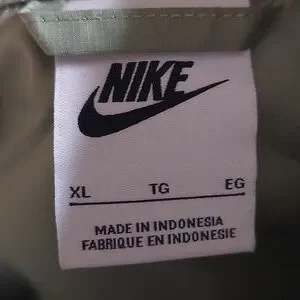 NIKE
XL TG EG
MADE IN INDONESIA
FABRIQUE EN INDONESIE